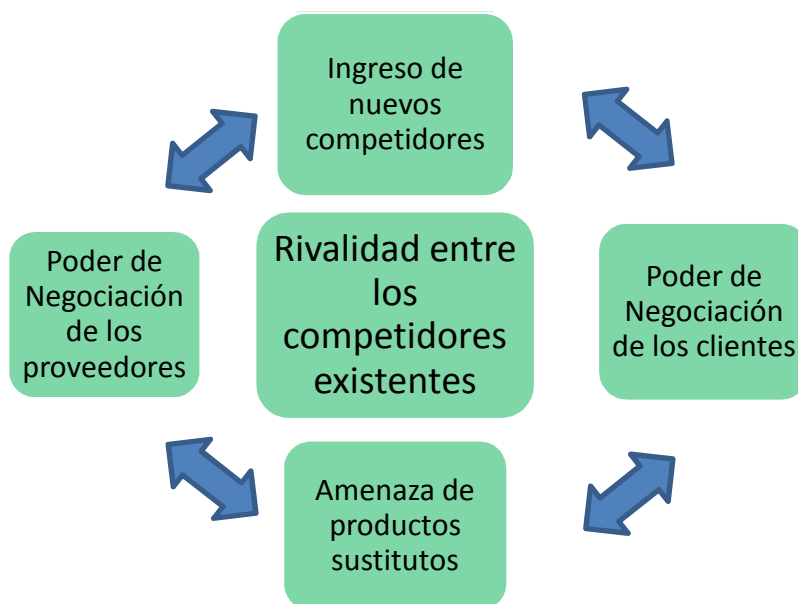 Ingreso de
nuevos
competidores
Poder de
Negociación
de los
proveedores
Rivalidad entre
los
competidores
existentes
Poder de
Negociación
de los clientes
Amenaza de
productos
sustitutos